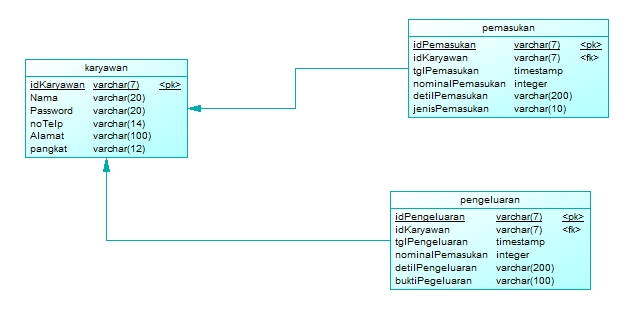 karyawan
idKaryawan varchar(7) <pk>
Nama varchar(20)
Password varchar(20)
noTelp varchar(14)
Alamat varchar(100)
pangkat varchar(12)
pemasukan
idPemasukan varchar(7) <pk>
idKaryawan varchar(7) <fk>
tglPemasukan timestamp
nominalPemasukan integer
detilPemasukan varchar(200)
jenisPemasukan varchar(10)
pengeluaran
idPengeluaran varchar(7) <pk>
idKaryawan varchar(7) <fk>
tglPengeluaran timestamp
nominalPemasukan integer
detilPengeluaran varchar(200)
buktiPegeluaran varchar(100)